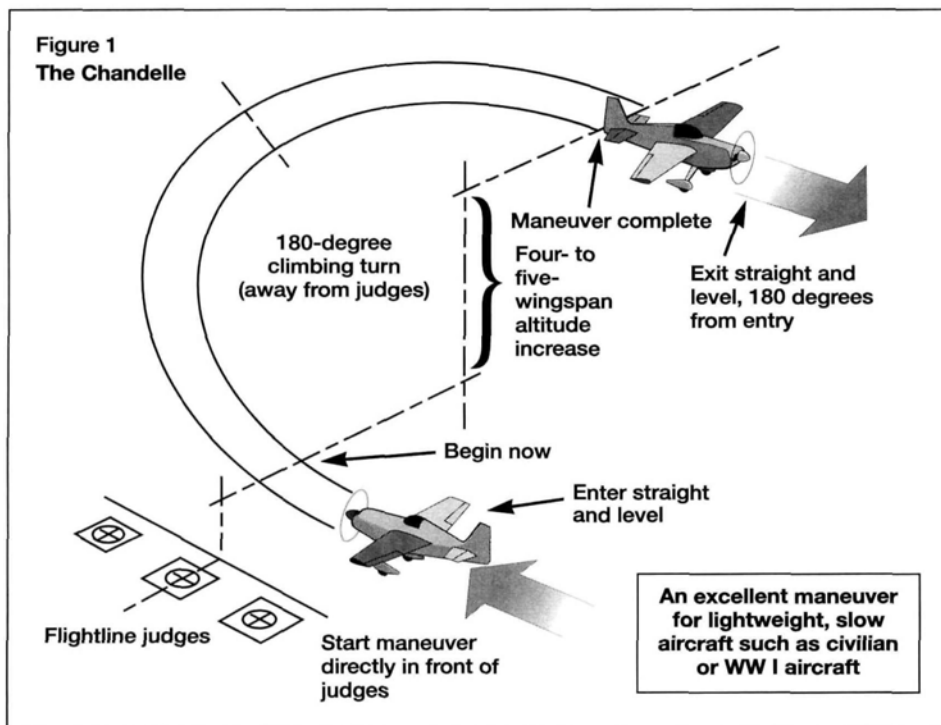 Figure 1
The Chandelle
180-degree
climbing turn
(away from judges)
Maneuver complete
Four- to
five-
wingspan
altitude
increase
Exit straight and
level, 180 degrees
from entry
Begin now
Enter straight
and level
Flightline judges
Start maneuver
directly in front of
judges
An excellent maneuver
for lightweight, slow
aircraft such as civilian
or WW I aircraft